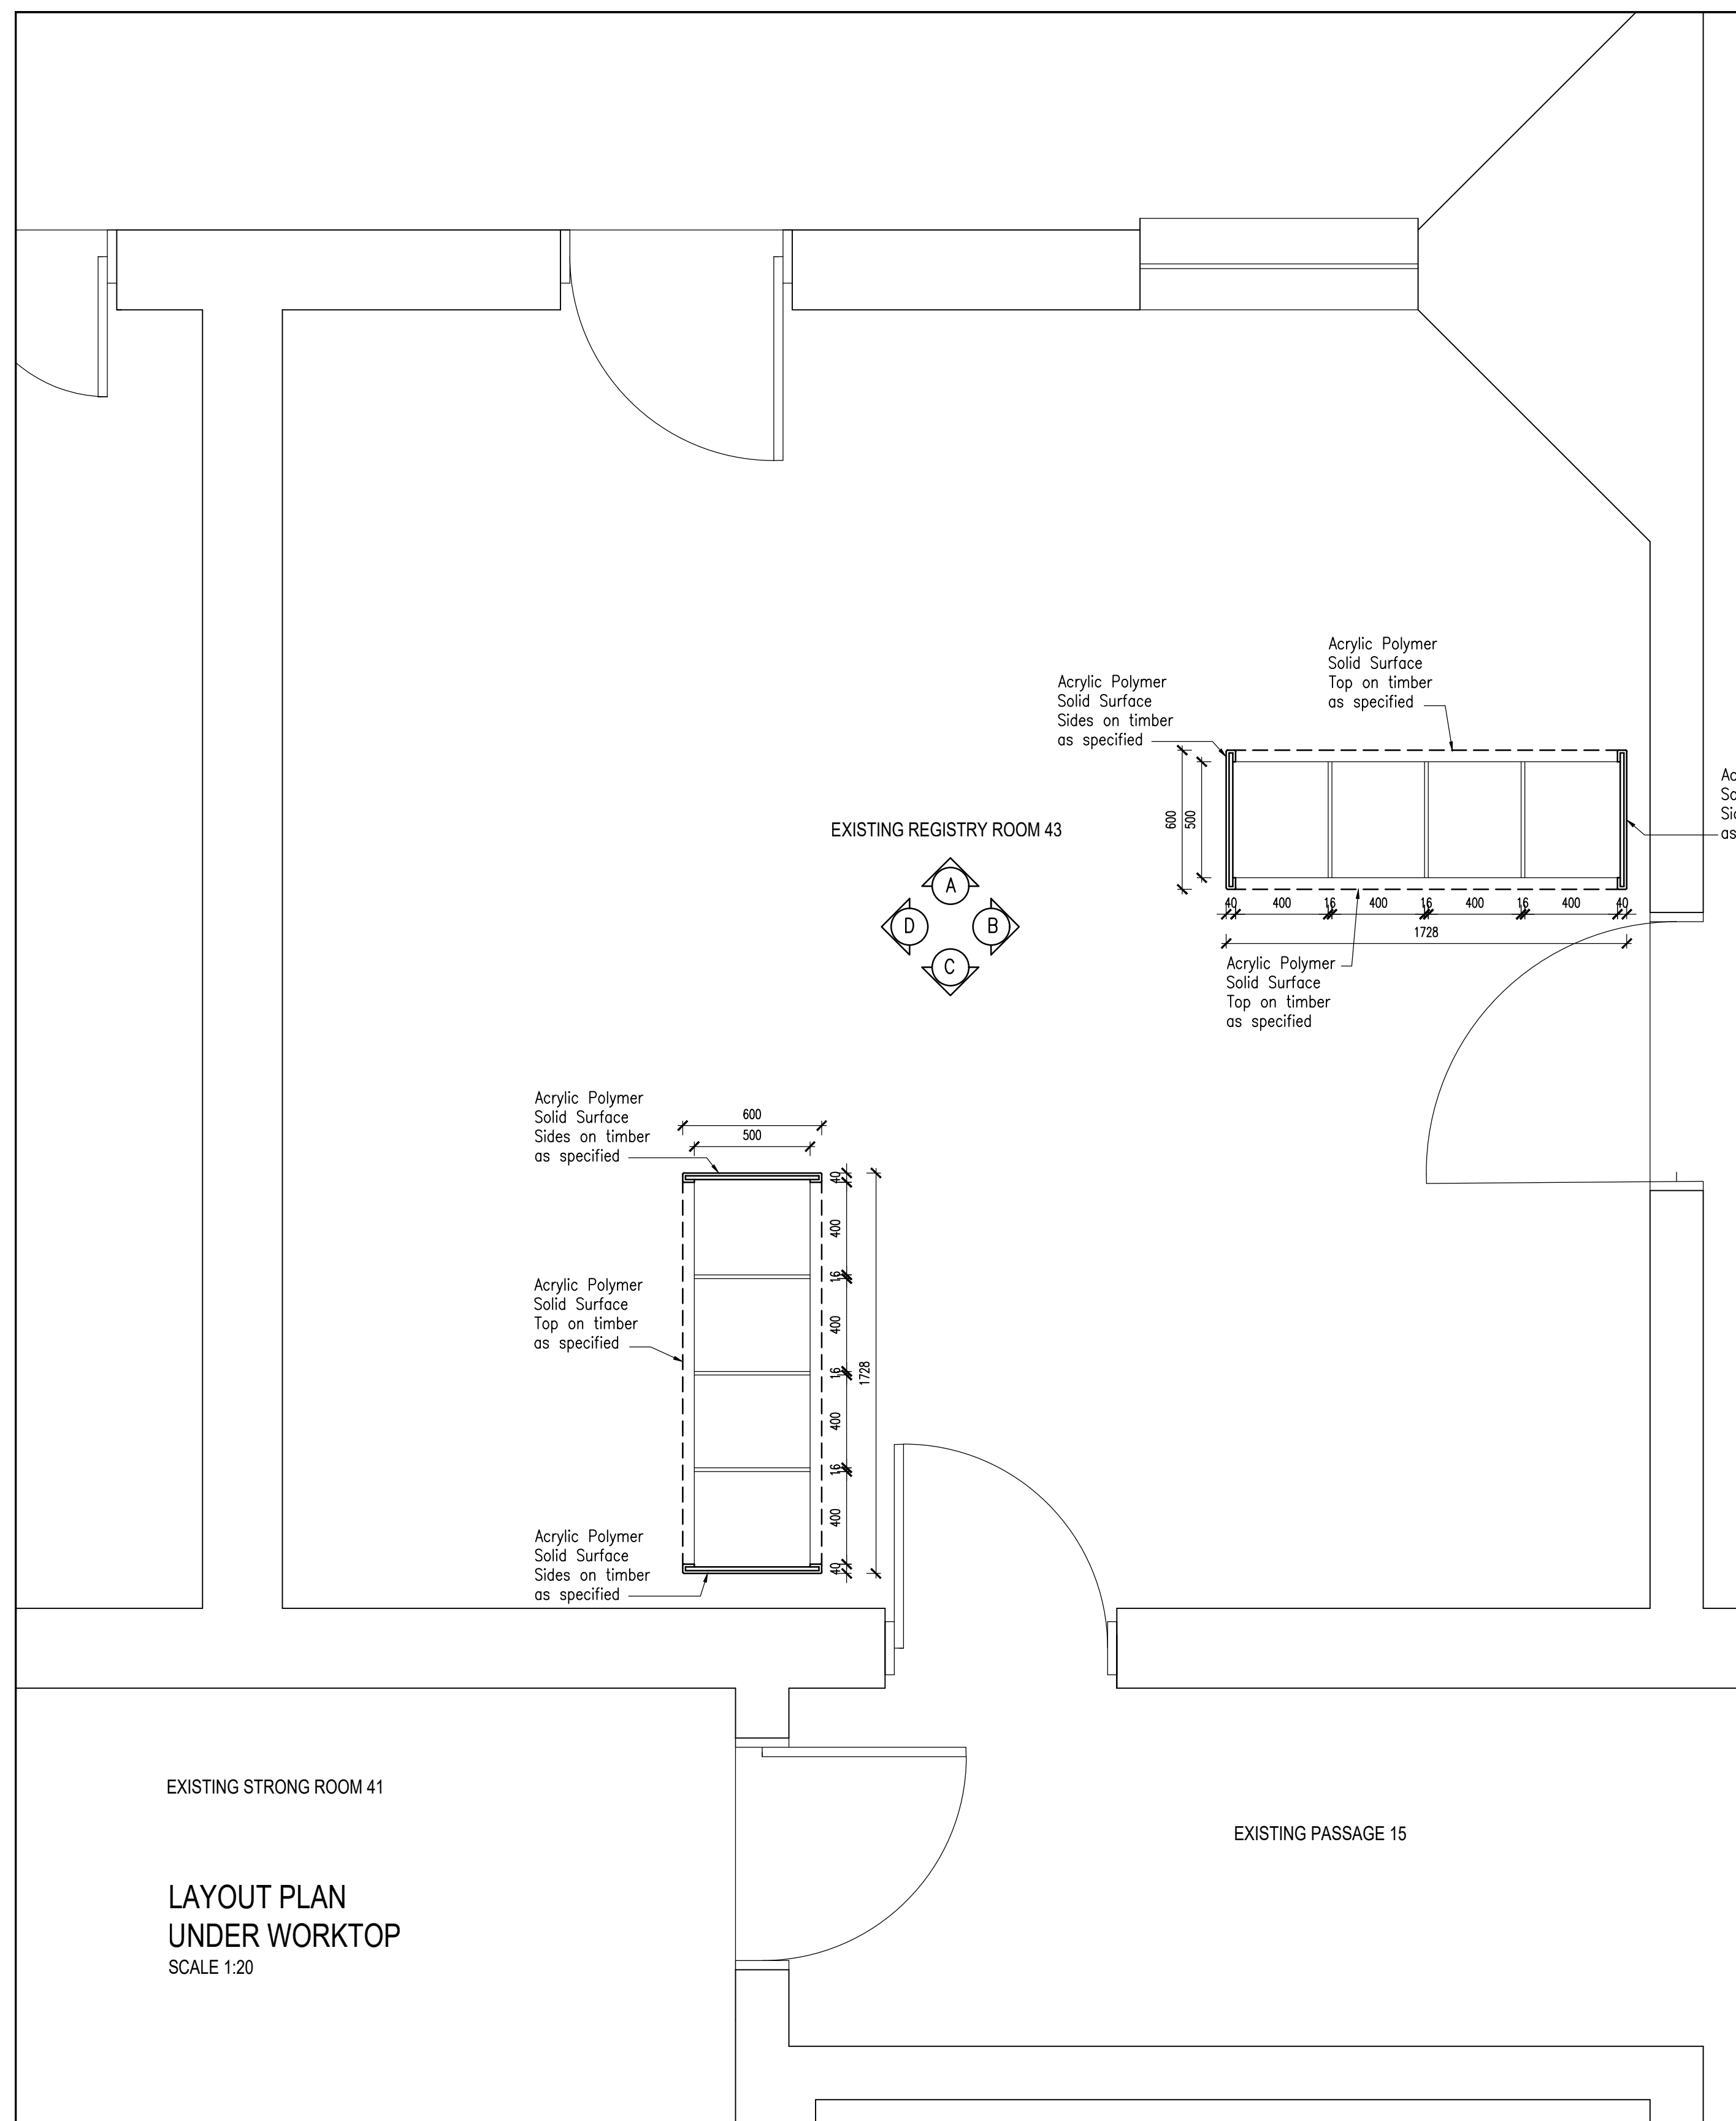 Acrylic Polymer
Solid Surface
Top on timber
as specified
Acrylic Polymer
Solid Surface
Sides on timber
as specified
600
500
40 400 16 400 16 400 16 400 40
1728
Acrylic Polymer
Solid Surface
Top on timber
as specified
as
EXISTING REGISTRY ROOM 43
A
D B
C
Acrylic Polymer
Solid Surface
Sides on timber
as specified
600
500
40
400
16
400
16
400
16
400
40
1728
Acrylic Polymer
Solid Surface
Top on timber
as specified
Acrylic Polymer
Solid Surface
Sides on timber
as specified
EXISTING STRONG ROOM 41
EXISTING PASSAGE 15
LAYOUT PLAN
UNDER WORKTOP
SCALE 1:20